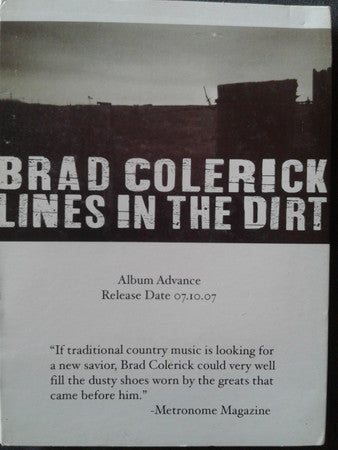 BRAD COLERICK
LINES IN THE DIRT
Album Advance
Release Date 07.10.07
“If traditional country music is looking for
a new savior, Brad Colerick could very well
fill the dusty shoes worn by the greats that
came before him.”
-Metronome Magazine